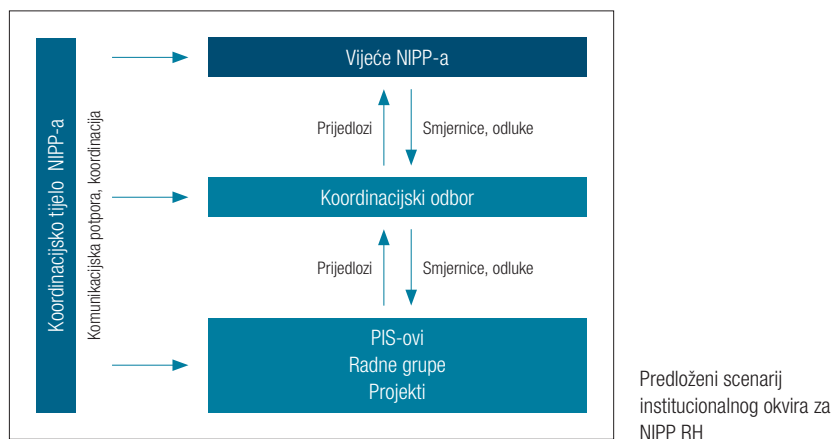 Koordinacijsko tijelo NIPP-a
Komunikacijska potpora, koordinacija
Vijeće NIPP-a
Prijedlozi
Smjernice, odluke
Koordinacijski odbor
Prijedlozi
Smjernice, odluke
PIS-ovi
Radne grupe
Projekti
Predloženi scenarij
institucionalnog okvira za
NIPP RH